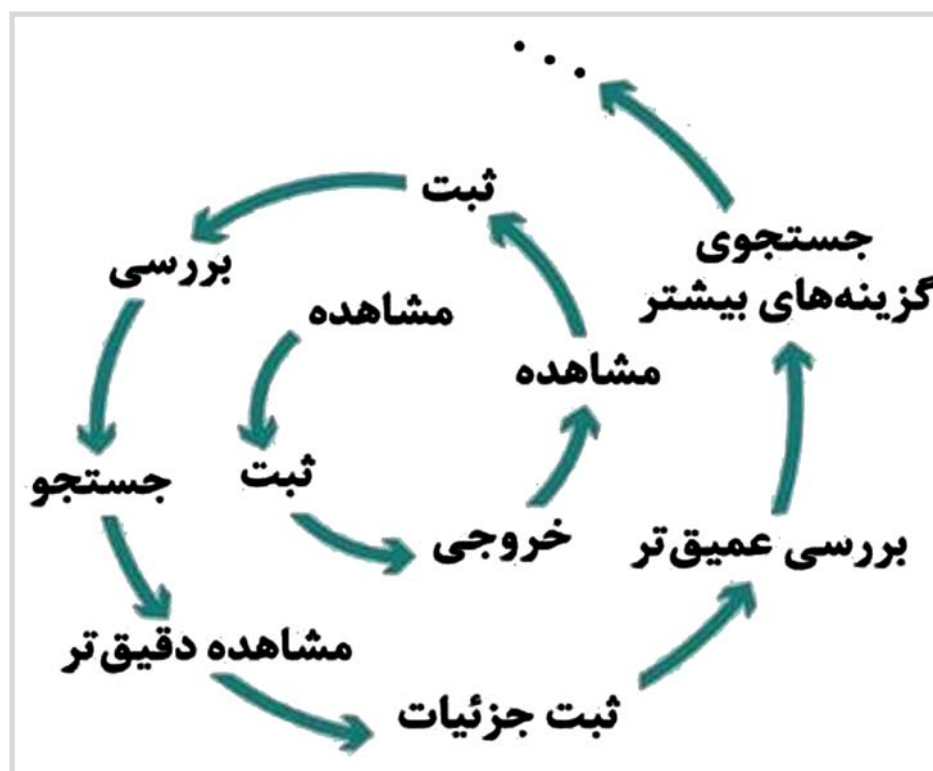 مشاهده
ثبت
خروجی
مشاهده
ثبت
بررسی
جستجو
مشاهده دقیق‌تر
ثبت جزئیات
بررسی عمیق‌تر
جستجوی
گزینه‌های بیشتر
...